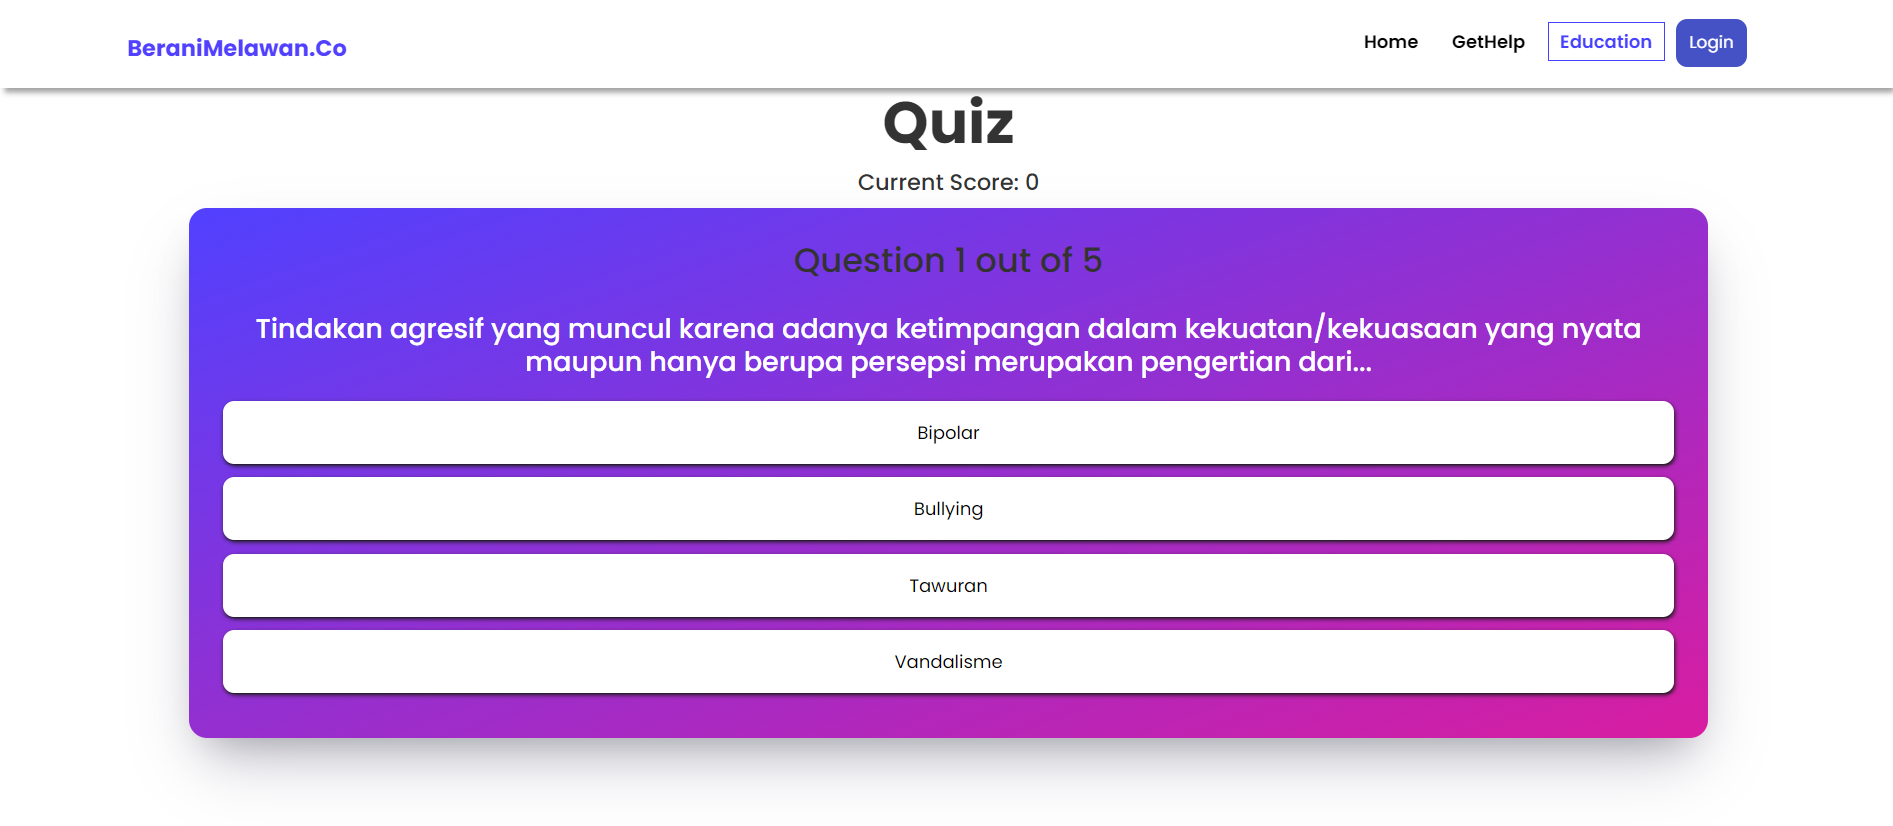 BeraniMelawan.Co
Home
GetHelp
Education
Login
Quiz
Current Score: 0
Question 1 out of 5
Tindakan agresif yang muncul karena adanya ketimpangan dalam kekuatan/kekuasaan yang nyata
maupun hanya berupa persepsi merupakan pengertian dari...
Bipolar
Bullying
Tawuran
Vandalisme